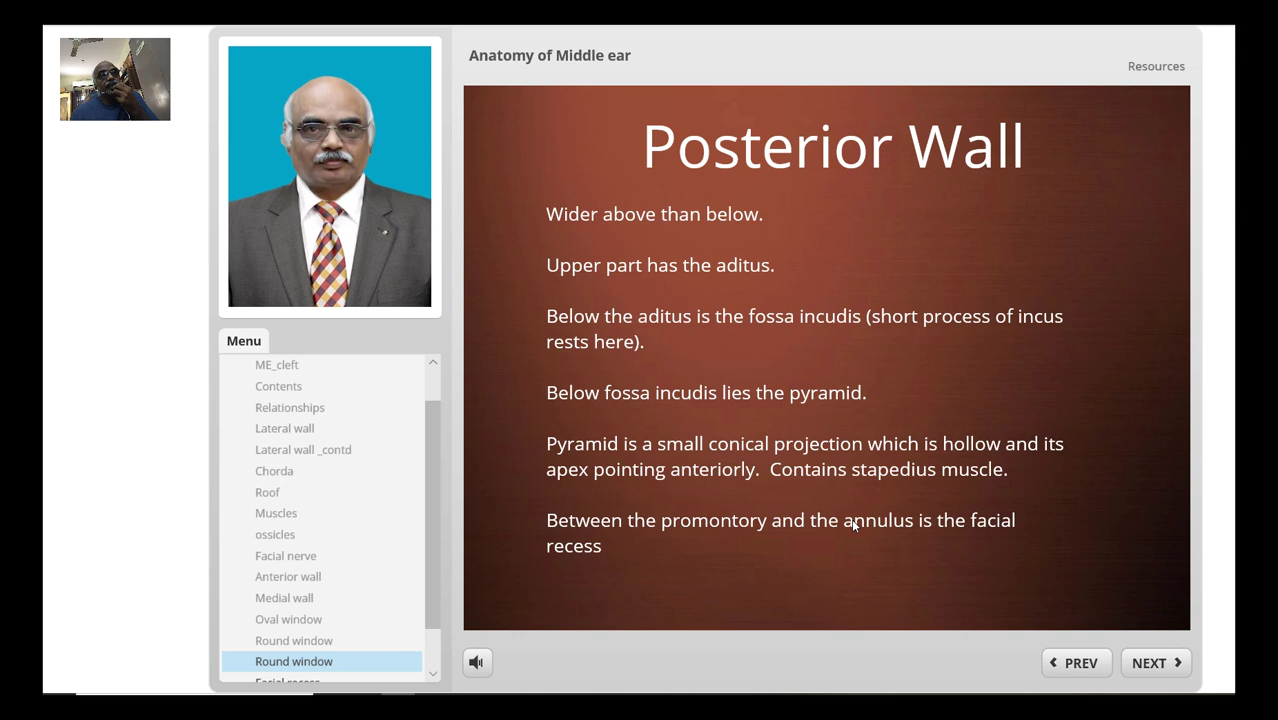 Anatomy of Middle ear
Resources
Posterior Wall
Wider above than below.
Upper part has the aditus.
Below the aditus is the fossa incudis (short process of incus
rests here).
Below fossa incudis lies the pyramid.
Pyramid is a small conical projection which is hollow and its
apex pointing anteriorly.  Contains stapedius muscle.
Between the promontory and the annulus is the facial
recess
Menu
ME_cleft
Contents
Relationships
Lateral wall
Lateral wall _contd
Chorda
Roof
Muscles
ossicles
Facial nerve
Anterior wall
Medial wall
Oval window
Round window
Round window
Facial recess
PREV
NEXT